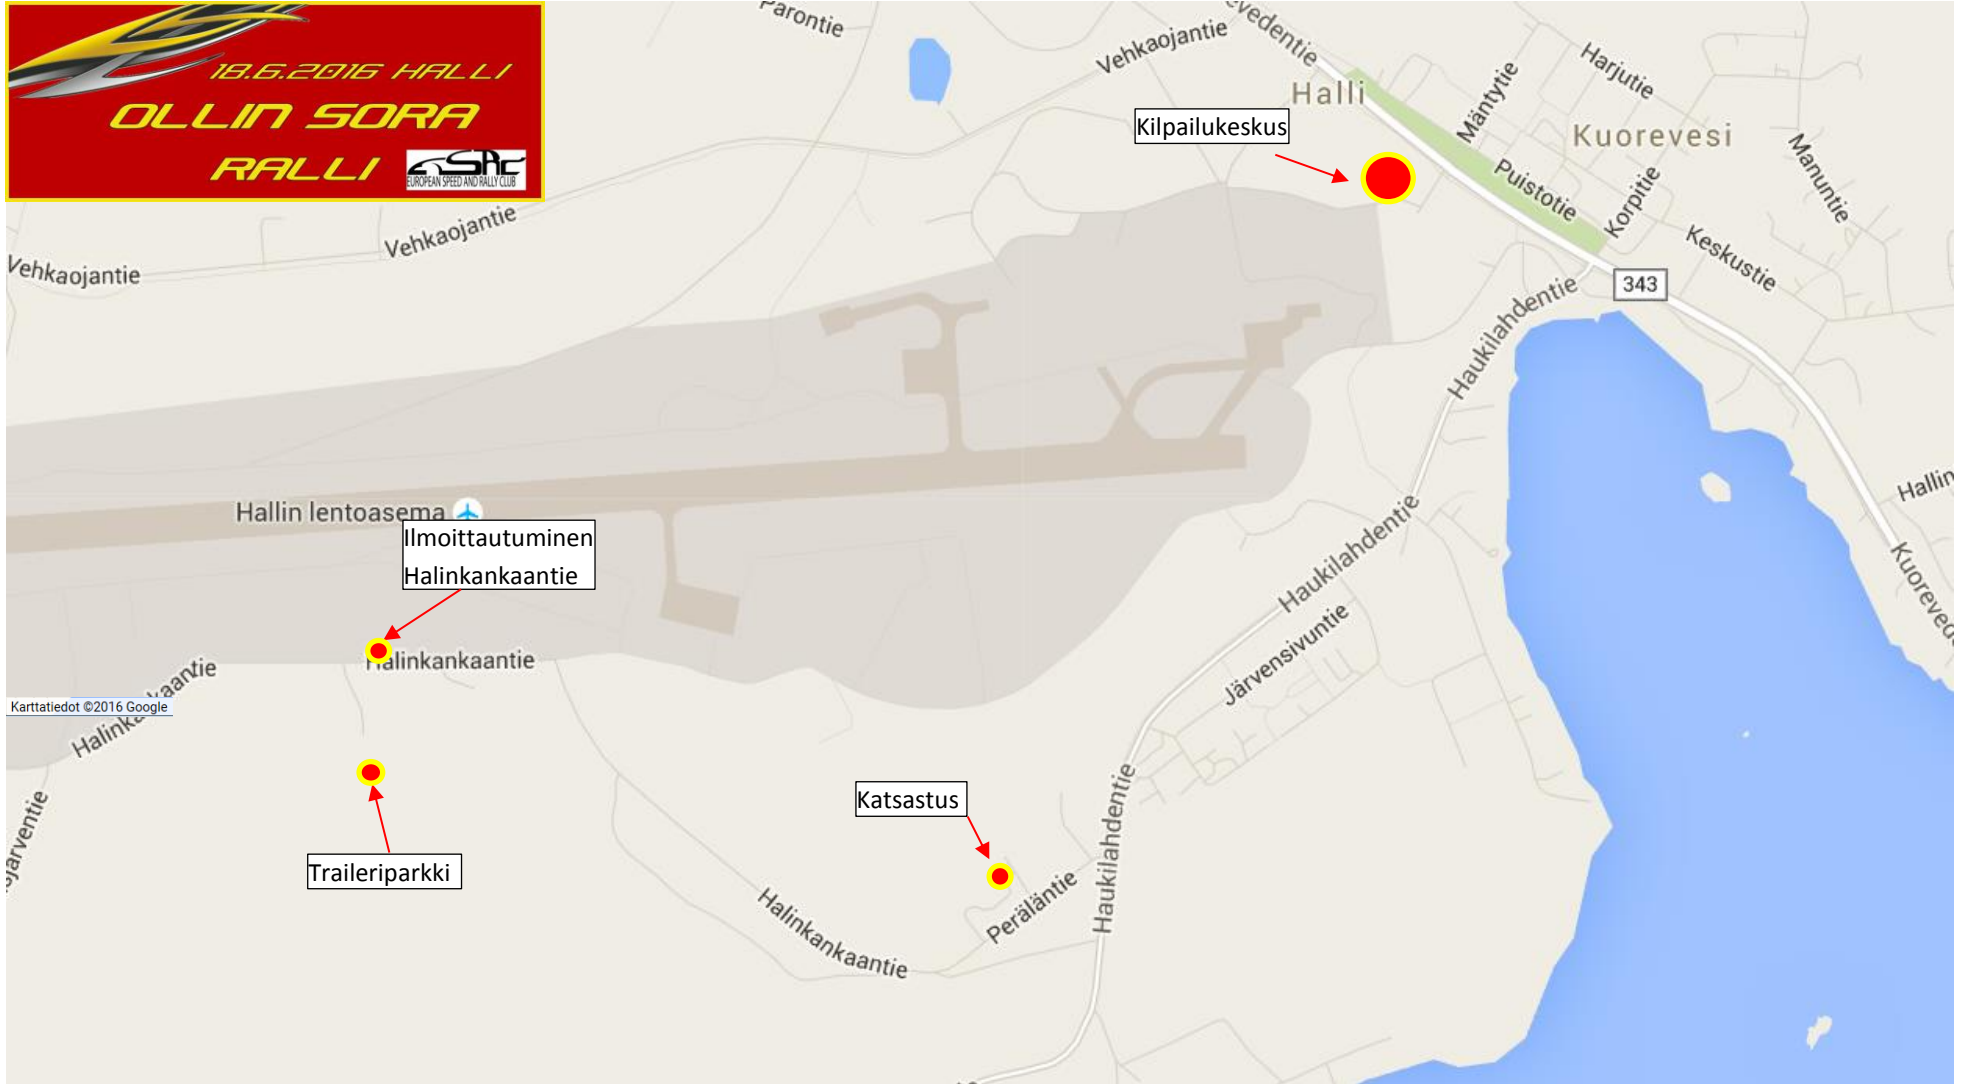 18.6.2016 HALLI
OLLIN SORA
RALLI
ESRC
EUROPEAN SPEED AND RALLY CLUB
Parontie
Vehkaojantie
Halli
Kilpailukeskus
Mäntytie
Harjutie
Kuorevesi
Manuntie
Puistotie
Korpitie
Keskustie
343
Vehkaojantie
Vehkaojantie
Haukilahdentie
Hallin lentoasema
Ilmoittautuminen
Halinkankaantie
Haukilahdentie
Järvensivuntie
Halinkankaantie
Karttatiedot ©2016 Google
Traileriparkki
Katsastus
Haukilahdentie
Peräläntie
Halinkankaantie